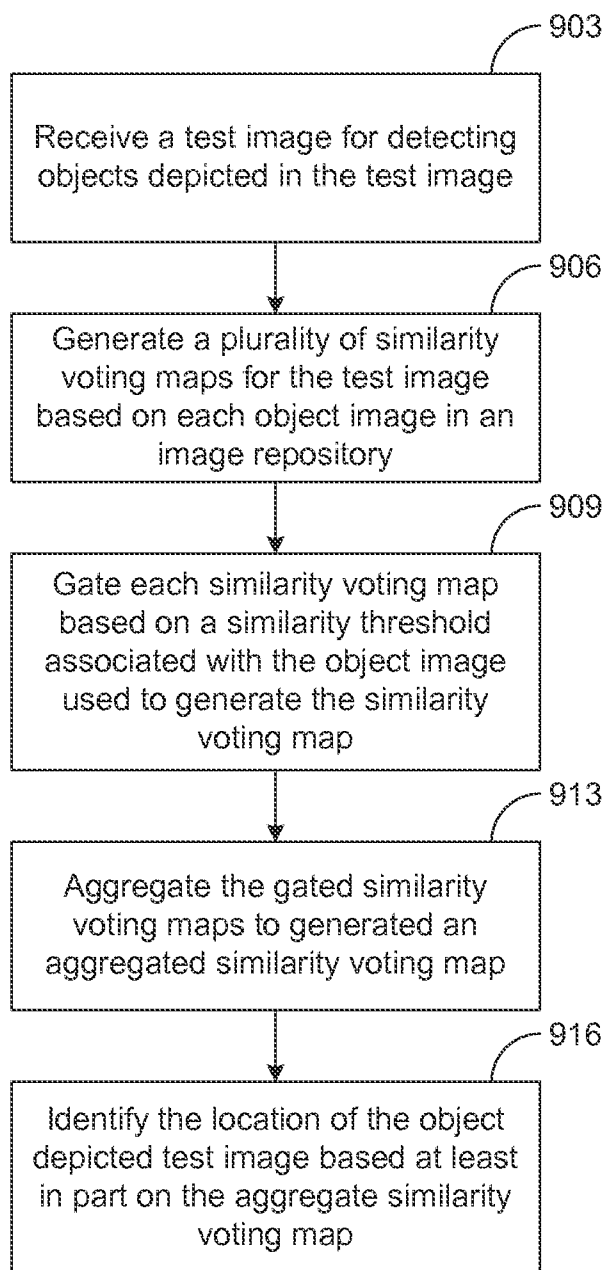 903
Receive a test image for detecting
objects depicted in the test image
906
Generate a plurality of similarity
voting maps for the test image
based on each object image in an
image repository
909
Gate each similarity voting map
based on a similarity threshold
associated with the object image
used to generate the similarity
voting map
913
Aggregate the gated similarity
voting maps to generated an
aggregated similarity voting map
916
Identify the location of the object
depicted test image based at least
in part on the aggregate similarity
voting map